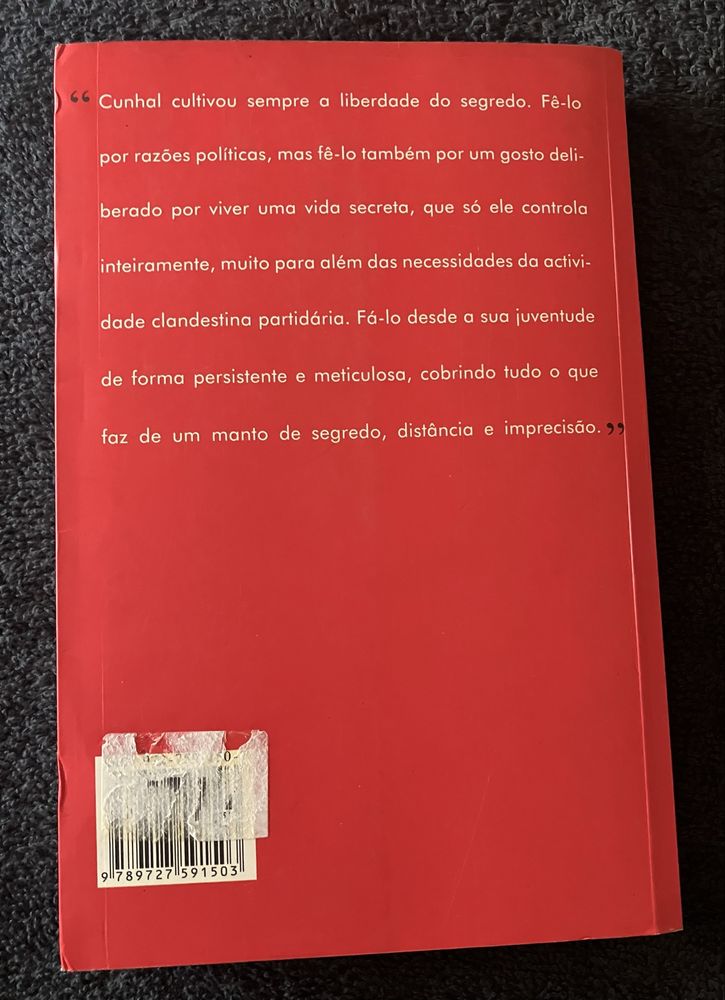 “Cunhal cultivou sempre a liberdade do segredo. Fê-lo
por razões políticas, mas fê-lo também por um gosto deli-
berado por viver uma vida secreta, que só ele controla
inteiramente, muito para além das necessidades da activi-
dade clandestina partidária. Fá-lo desde a sua juventude
de forma persistente e meticulosa, cobrindo tudo o que
faz de um manto de segredo, distância e imprecisão.”
9 789727 591503